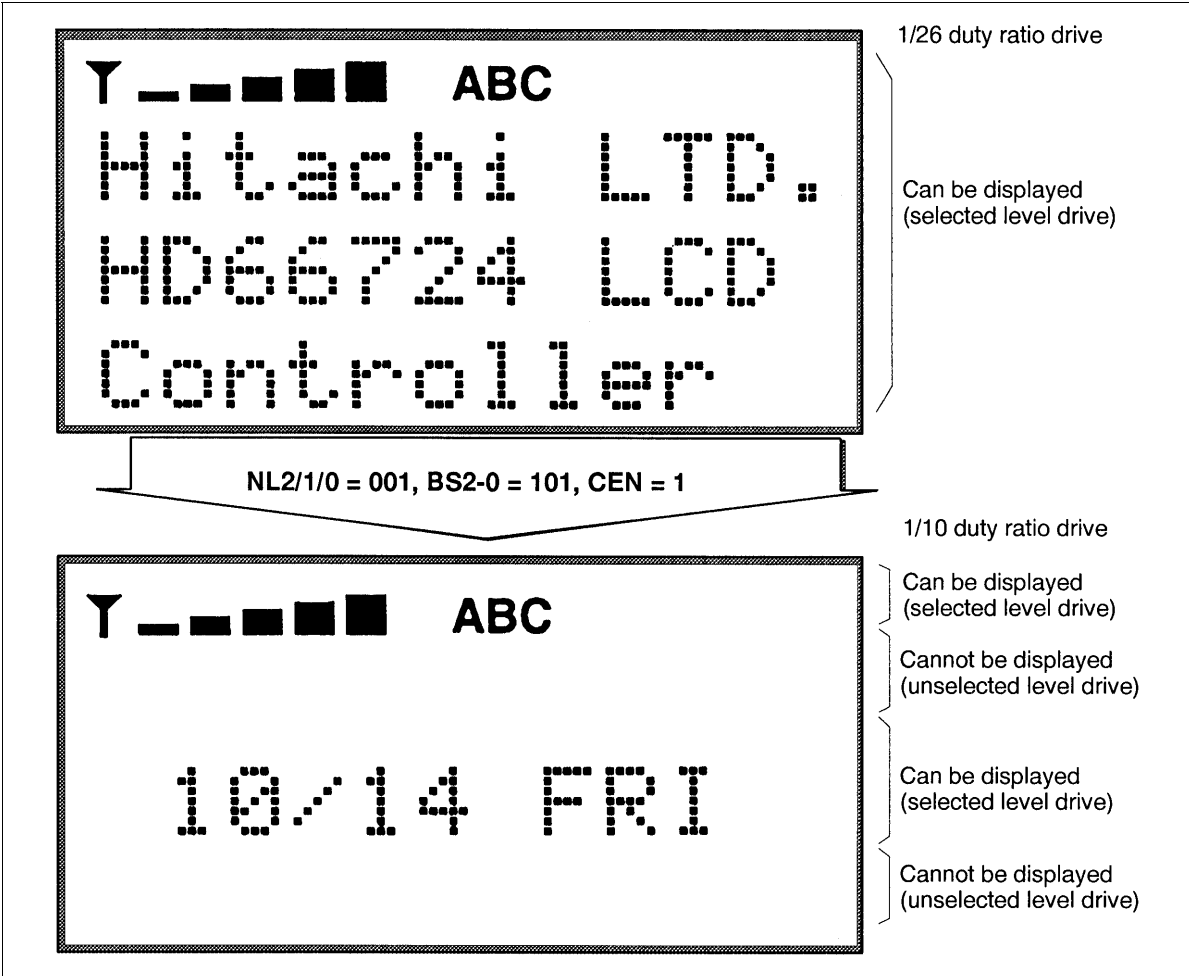 1/26 duty ratio drive
ABC
Hitachi LTD.
HD66724 LCD
Controller
Can be displayed
(selected level drive)
NL2/1/0 = 001, BS2-0 = 101, CEN = 1
1/10 duty ratio drive
ABC
Can be displayed
(selected level drive)
Cannot be displayed
(unselected level drive)
10/14 FRI
Can be displayed
(selected level drive)
Cannot be displayed
(unselected level drive)